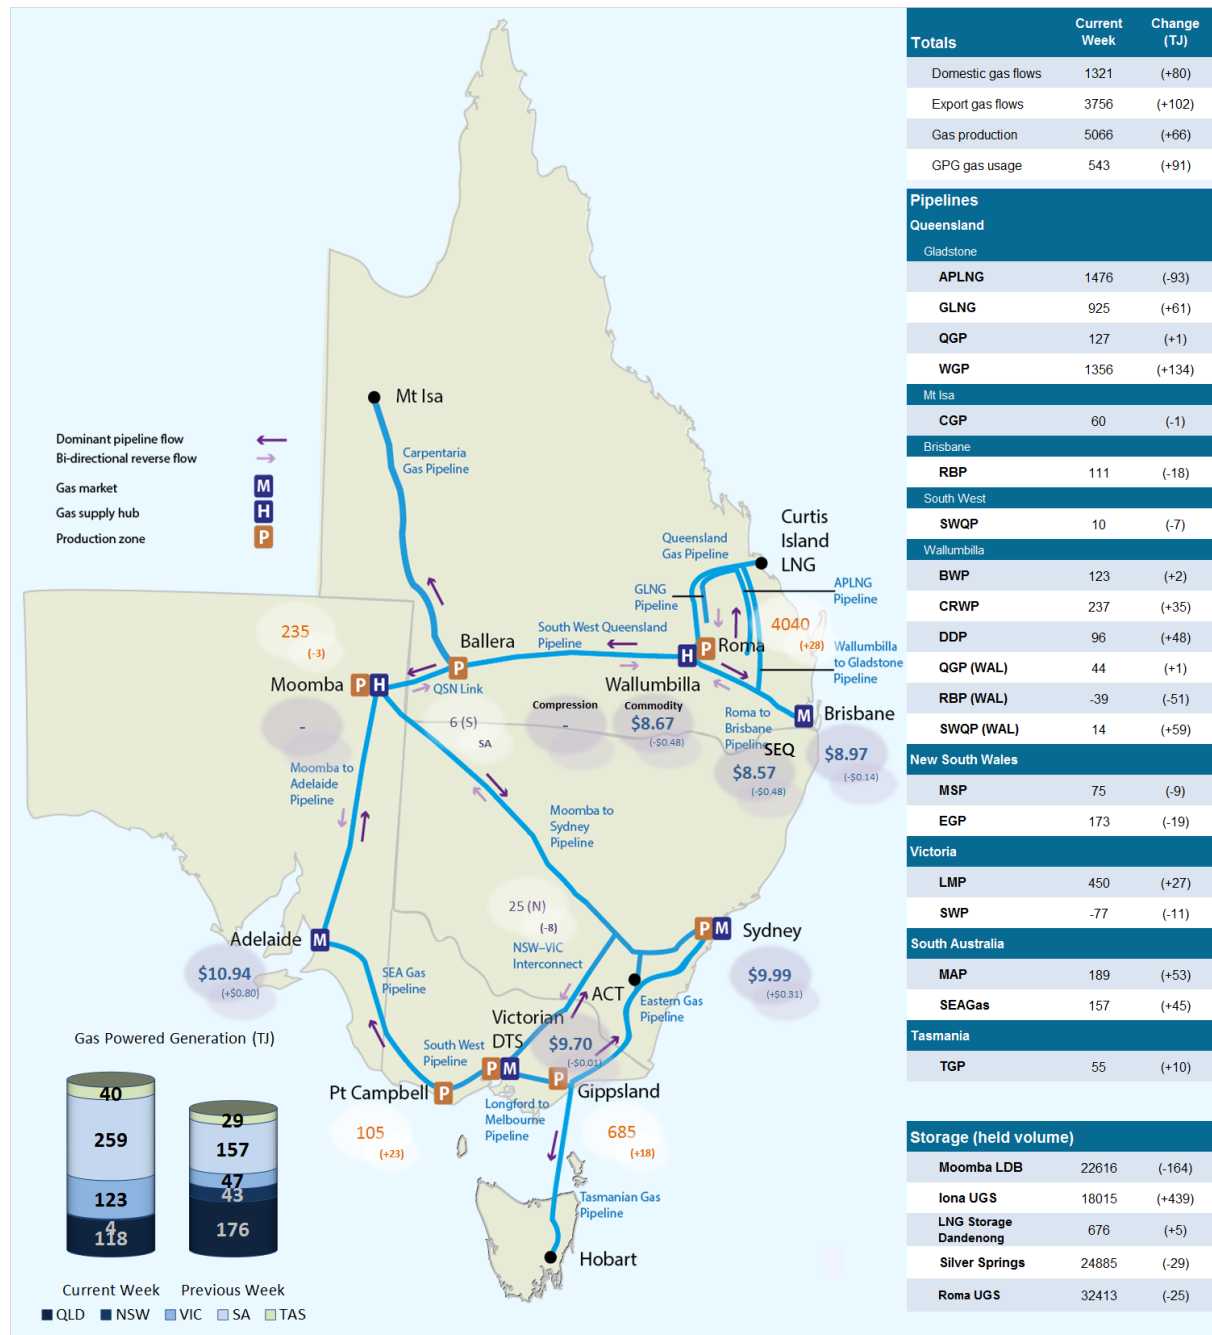 Mt Isa
Dominant pipeline flow
Bi-directional reverse flow
Gas market M
Gas supply hub H
Production zone P
Carpentaria
Gas Pipeline
Curtis
Island
LNG
Queensland
Gas Pipeline
GLNG
Pipeline
APLNG
Pipeline
4040
(+28)
235
(-3)
Ballera
P
South West Queensland
Pipeline
H P Roma
Wallumbilla
to Gladstone
Pipeline
Moomba P H
QSN Link
Wallumbilla
-
6 (S)
SA
Compression
-
Commodity
$8.67
(-$0.48)
Roma to
Brisbane
Pipeline
M Brisbane
SEQ
$8.57
(-$0.48)
$8.97
(-$0.14)
Moomba to
Adelaide
Pipeline
Moomba to
Sydney
Pipeline
25 (N)
(-8)
NSW-VIC
Interconnect
P M Sydney
$9.99
(+$0.31)
Adelaide M
$10.94
(+$0.80)
SEA Gas
Pipeline
ACT
Eastern Gas
Pipeline
Victorian
DTS
P M
$9.70
(-$0.01)
South West
Pipeline
Pt Campbell P
105
(+23)
Longford to
Melbourne
Pipeline
P
Gippsland
685
(+18)
Tasmanian Gas
Pipeline
Hobart
Gas Powered Generation (TJ)
40
259
123
4
118
29
157
47
43
176
Current Week Previous Week
QLD NSW VIC SA TAS
Totals Current Week Change (TJ)
Domestic gas flows 1321 (+80)
Export gas flows 3756 (+102)
Gas production 5066 (+66)
GPG gas usage 543 (+91)
Pipelines
Queensland
Gladstone
APLNG 1476 (-93)
GLNG 925 (+61)
QGP 127 (+1)
WGP 1356 (+134)
Mt Isa
CGP 60 (-1)
Brisbane
RBP 111 (-18)
South West
SWQP 10 (-7)
Wallumbilla
BWP 123 (+2)
CRWP 237 (+35)
DDP 96 (+48)
QGP (WAL) 44 (+1)
RBP (WAL) -39 (-51)
SWQP (WAL) 14 (+59)
New South Wales
MSP 75 (-9)
EGP 173 (-19)
Victoria
LMP 450 (+27)
SWP -77 (-11)
South Australia
MAP 189 (+53)
SEAGas 157 (+45)
Tasmania
TGP 55 (+10)
Storage (held volume)
Moomba LDB 22616 (-164)
Iona UGS 18015 (+439)
LNG Storage
Dandenong 676 (+5)
Silver Springs 24885 (-29)
Roma UGS 32413 (-25)